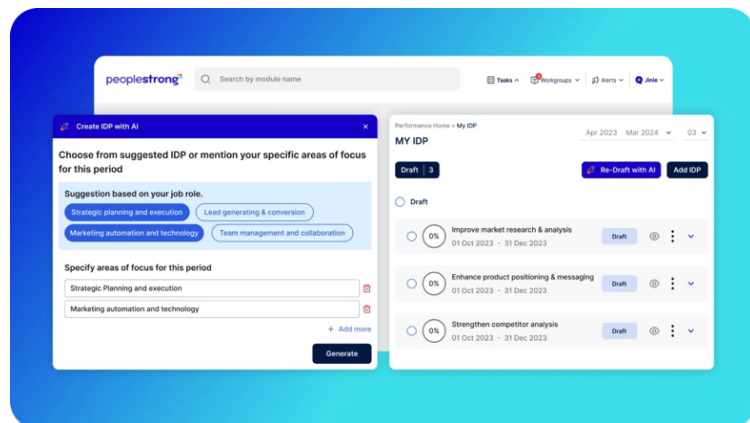 peoplestrong
Search by module name
Tasks
Workgroups
Alerts
Jinie
Create IDP with AI
Choose from suggested IDP or mention your specific areas of focus
for this period
Suggestion based on your job role.
Strategic planning and execution
Lead generating & conversion
Marketing automation and technology
Team management and collaboration
Specify areas of focus for this period
Strategic Planning and execution
Marketing automation and technology
+ Add more
Generate
Performance Home » My IDP
MY IDP
Apr 2023 Mar 2024
03
Draft | 3
Re-Draft with AI
Add IDP
Draft
0%
Improve market research & analysis
01 Oct 2023 - 31 Dec 2023
Draft
0%
Enhance product positioning & messaging
01 Oct 2023 - 31 Dec 2023
Draft
0%
Strengthen competitor analysis
01 Oct 2023 - 31 Dec 2023
Draft